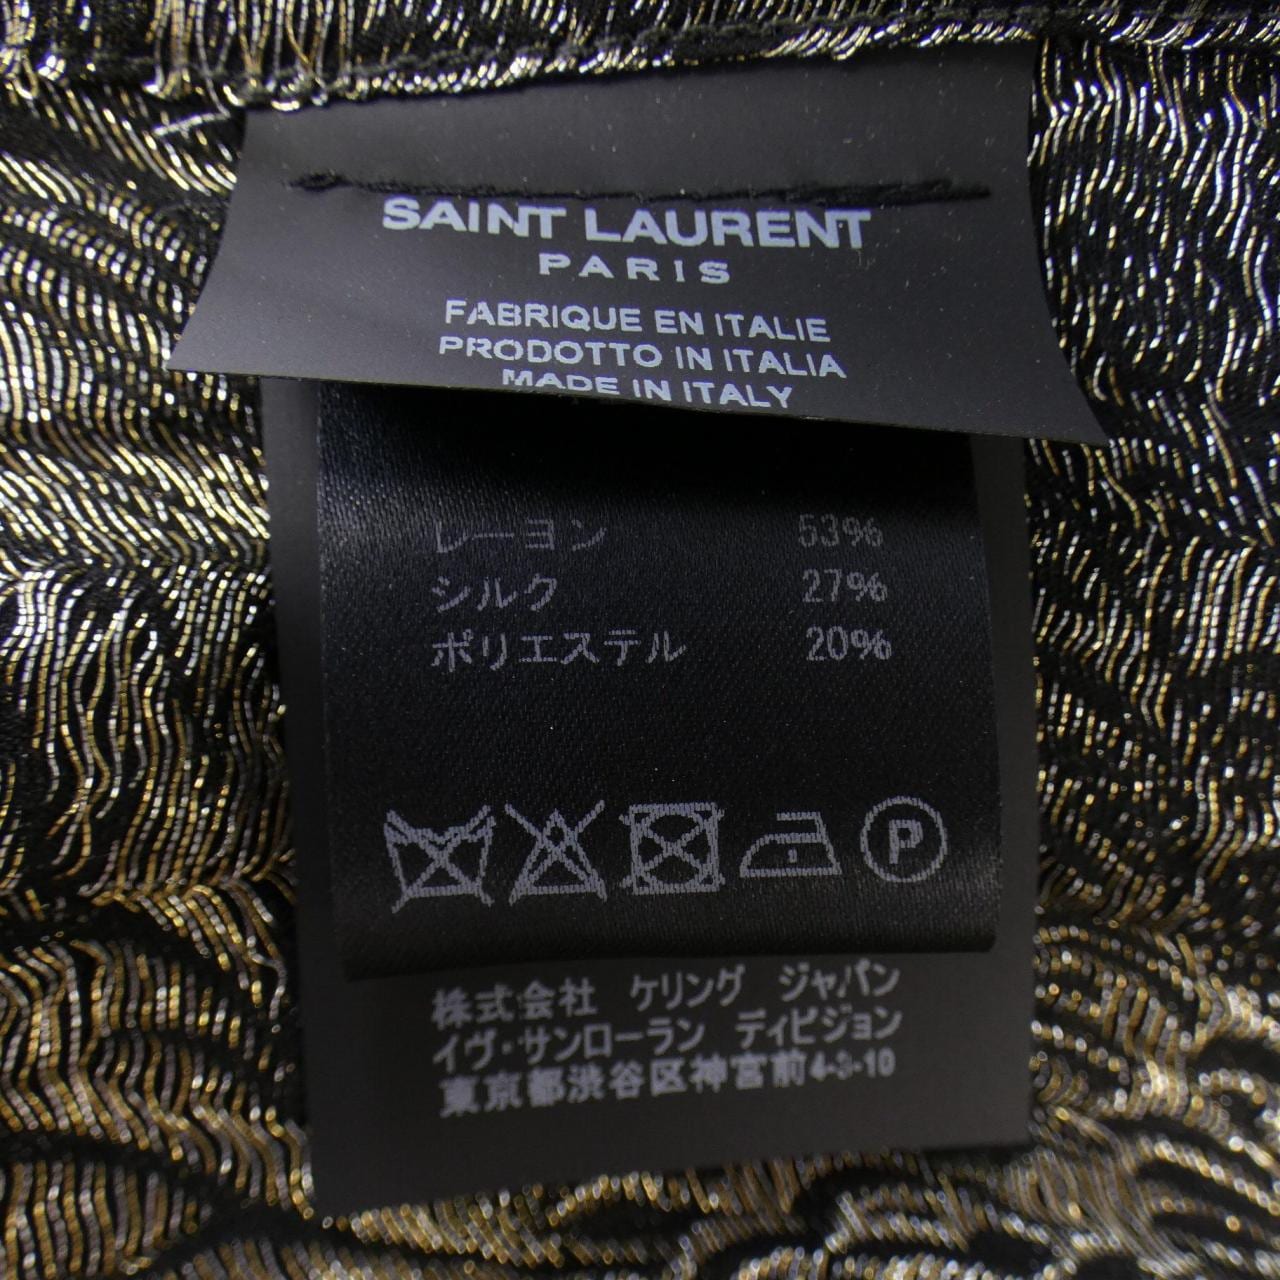 SAINT LAURENT
PARIS
FABRIQUE EN ITALIE
PRODOTTO IN ITALIA
MADE IN ITALY
レーヨン 53%
シルク 27%
ポリエステル 20%
P
株式会社 ケリング ジャパン
イヴ・サンローラン ディビジョン
東京都渋谷区神宮前4-3-10